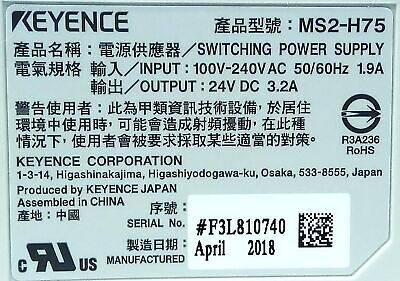 KEYENCE 產品型號: MS2-H75
產品名稱: 電源供應器/SWITCHING POWER SUPPLY
電氣規格 輸入/INPUT: 100V-240V AC 50/60Hz 1.9A
輸出/OUTPUT: 24V DC 3.2A
警告使用者: 此為甲類資訊技術設備, 於居住
環境中使用時, 可能會造成射頻擾動, 在此種
情況下, 使用者會被要求採取某些適當的對策。
R3A236
RoHS
KEYENCE CORPORATION
1-3-14, Higashinakajima, Higashiyodogawa-ku, Osaka, 533-8555, Japan
Produced by KEYENCE JAPAN
Assembled in CHINA
產地: 中國
序號:
SERIAL No.
#F3L810740
製造日期:
MANUFACTURED
April 2018
c UR US